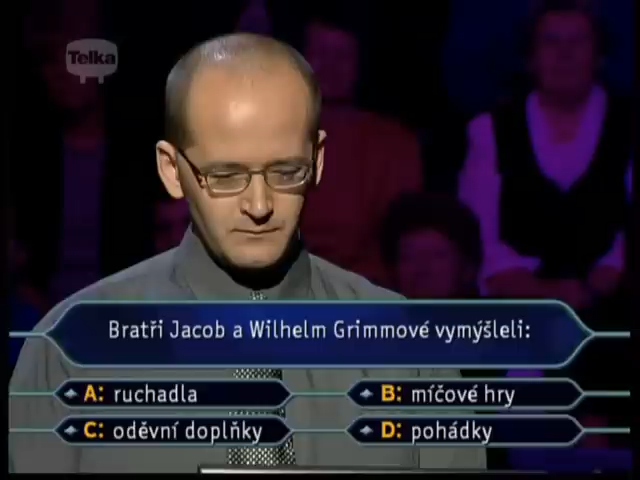 Telka
Bratři Jacob a Wilhelm Grimmové vymýšleli:
A: ruchadla
B: míčové hry
C: oděvní doplňky
D: pohádky